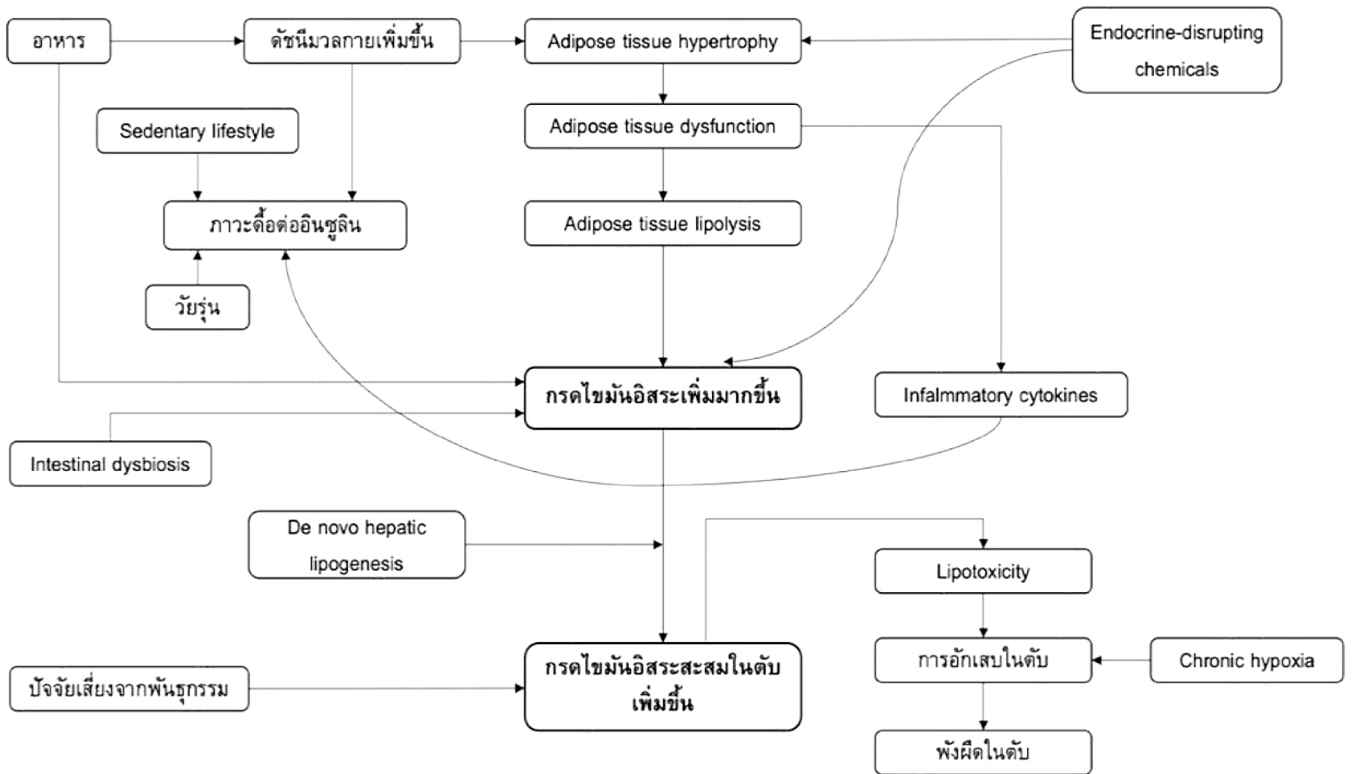 อาหาร
ดัชนีมวลกายเพิ่มขึ้น
Adipose tissue hypertrophy
Endocrine-disrupting
chemicals
Sedentary lifestyle
Adipose tissue dysfunction
ภาวะดื้อต่ออินซูลิน
Adipose tissue lipolysis
วัยรุ่น
กรดไขมันอิสระเพิ่มมากขึ้น
Infalmmatory cytokines
Intestinal dysbiosis
De novo hepatic
lipogenesis
Lipotoxicity
กรดไขมันอิสระสะสมในตับ
เพิ่มขึ้น
การอักเสบในตับ
Chronic hypoxia
ปัจจัยเสี่ยงจากพันธุกรรม
พังผืดในตับ